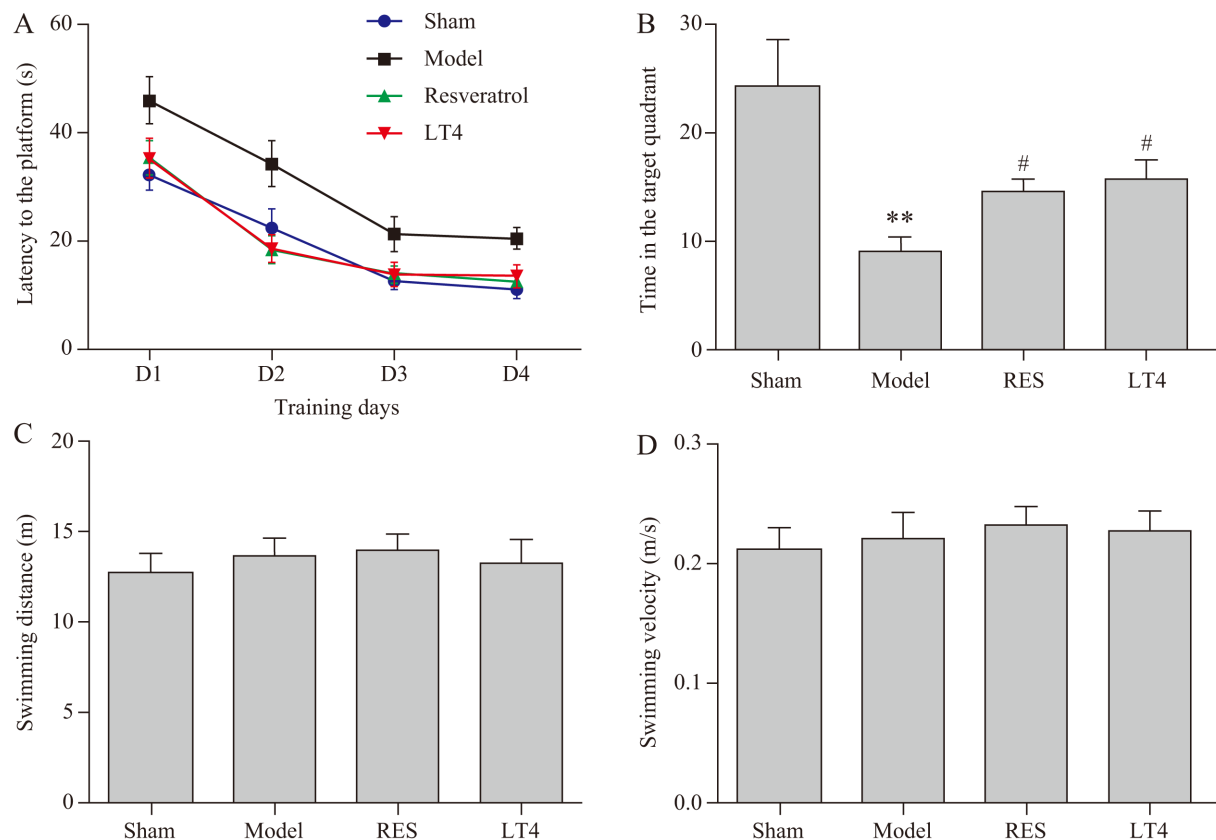 A
Latency to the platform (s)
60
40
20
0
D1 D2 D3 D4
Training days
Sham
Model
Resveratrol
LT4
B
Time in the target quadrant
30
20
10
0
**
#
#
Sham Model RES LT4
C
Swimming distance (m)
20
15
10
5
0
Sham Model RES LT4
D
Swimming velocity (m/s)
0.3
0.2
0.1
0.0
Sham Model RES LT4